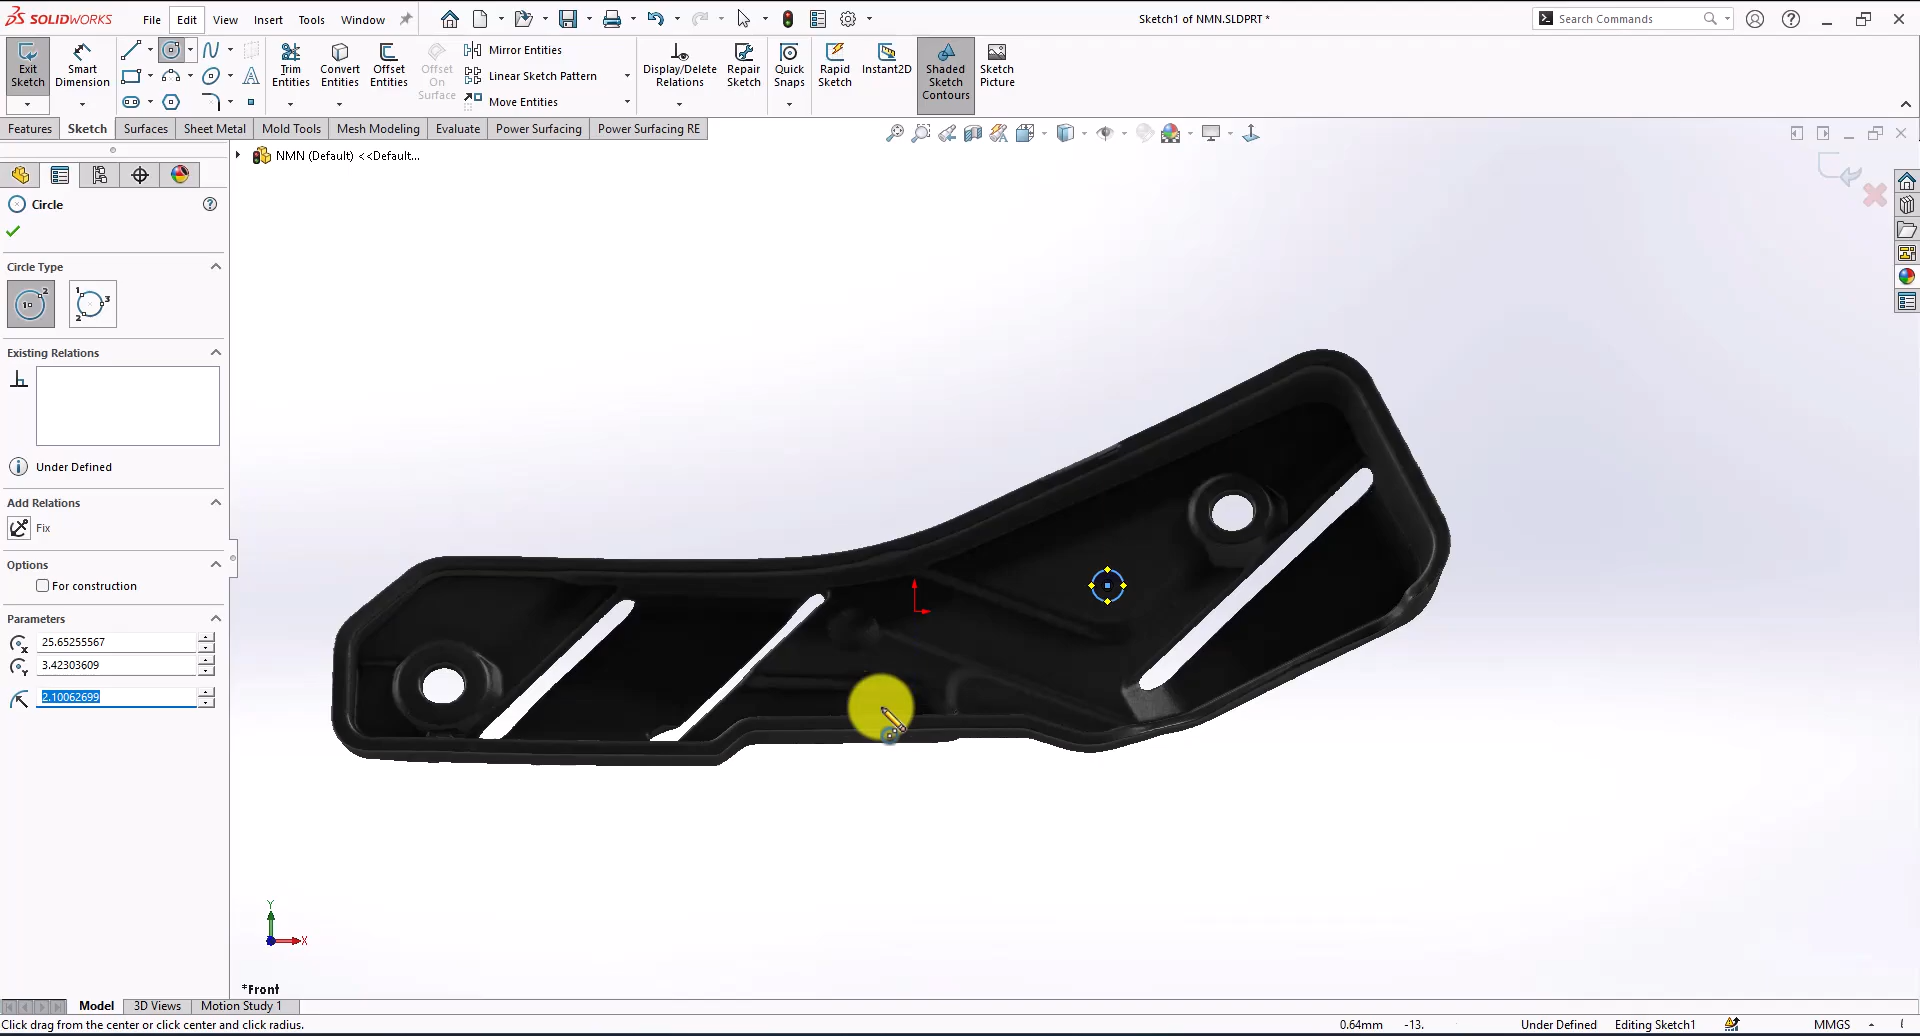 SOLIDWORKS
File
Edit
View
Insert
Tools
Window
Sketch1 of NMN.SLDPRT *
Search Commands
Exit Sketch
Smart Dimension
Trim Entities
Convert Entities
Offset Entities
Offset On Surface
Mirror Entities
Linear Sketch Pattern
Move Entities
Display/Delete Relations
Repair Sketch
Quick Snaps
Rapid Sketch
Instant2D
Shaded Sketch Contours
Sketch Picture
Features
Sketch
Surfaces
Sheet Metal
Mold Tools
Mesh Modeling
Evaluate
Power Surfacing
Power Surfacing RE
NMN (Default) <<Default...
Circle
Circle Type
Existing Relations
Under Defined
Add Relations
Fix
Options
For construction
Parameters
25.65255567
3.42303609
2.10062699
Y
X
*Front
Model
3D Views
Motion Study 1
Click drag from the center or click center and click radius.
0.64mm
-13.
Under Defined
Editing Sketch1
MMGS